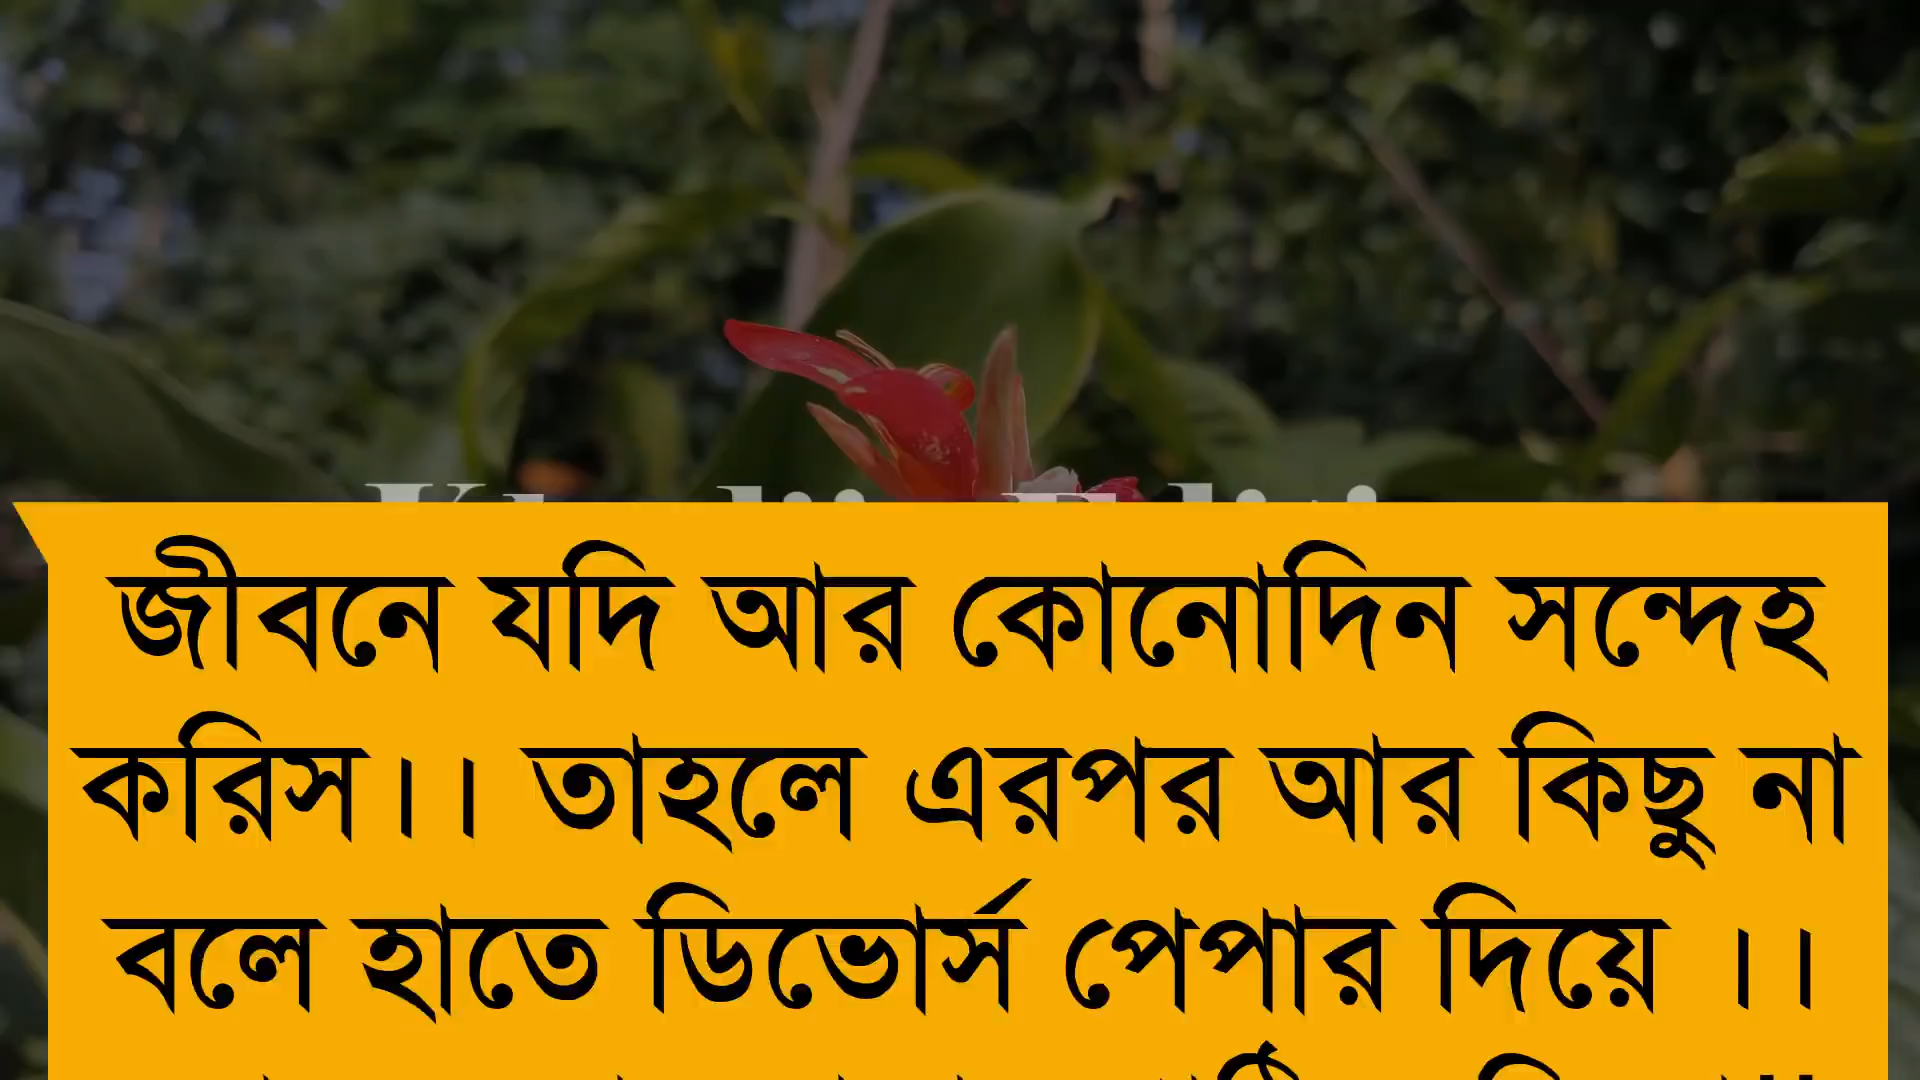 জীবনে যদি আর কোনোদিন সন্দেহ
করিস।। তাহলে এরপর আর কিছু না
বলে হাতে ডিভোর্স পেপার দিয়ে ।।